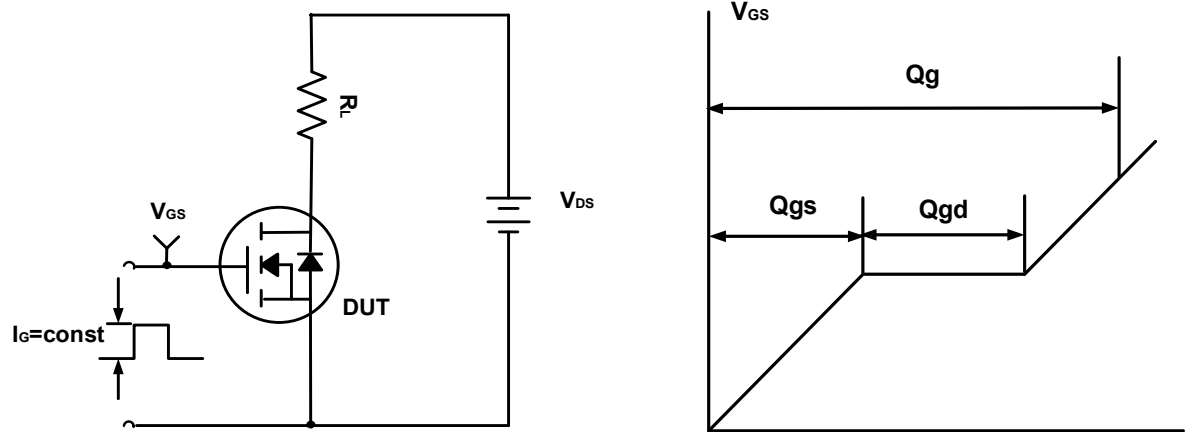 RL
VDS
VGS
DUT
IG=const
VGS
Qg
Qgs
Qgd